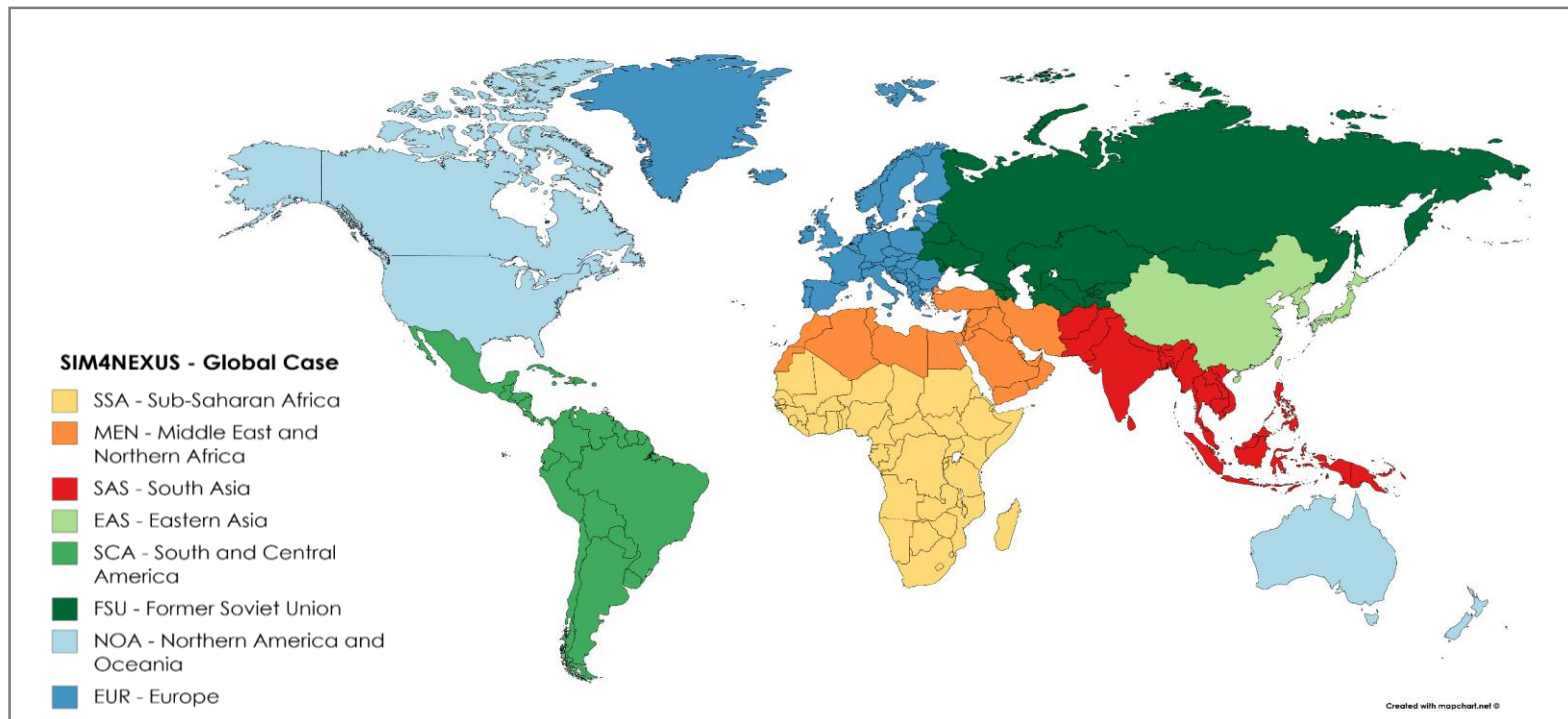 SIM4NEXUS - Global Case
SSA - Sub-Saharan Africa
MEN - Middle East and
Northern Africa
SAS - South Asia
EAS - Eastern Asia
SCA - South and Central
America
FSU - Former Soviet Union
NOA - Northern America and
Oceania
EUR - Europe
Created with mapchart.net ©